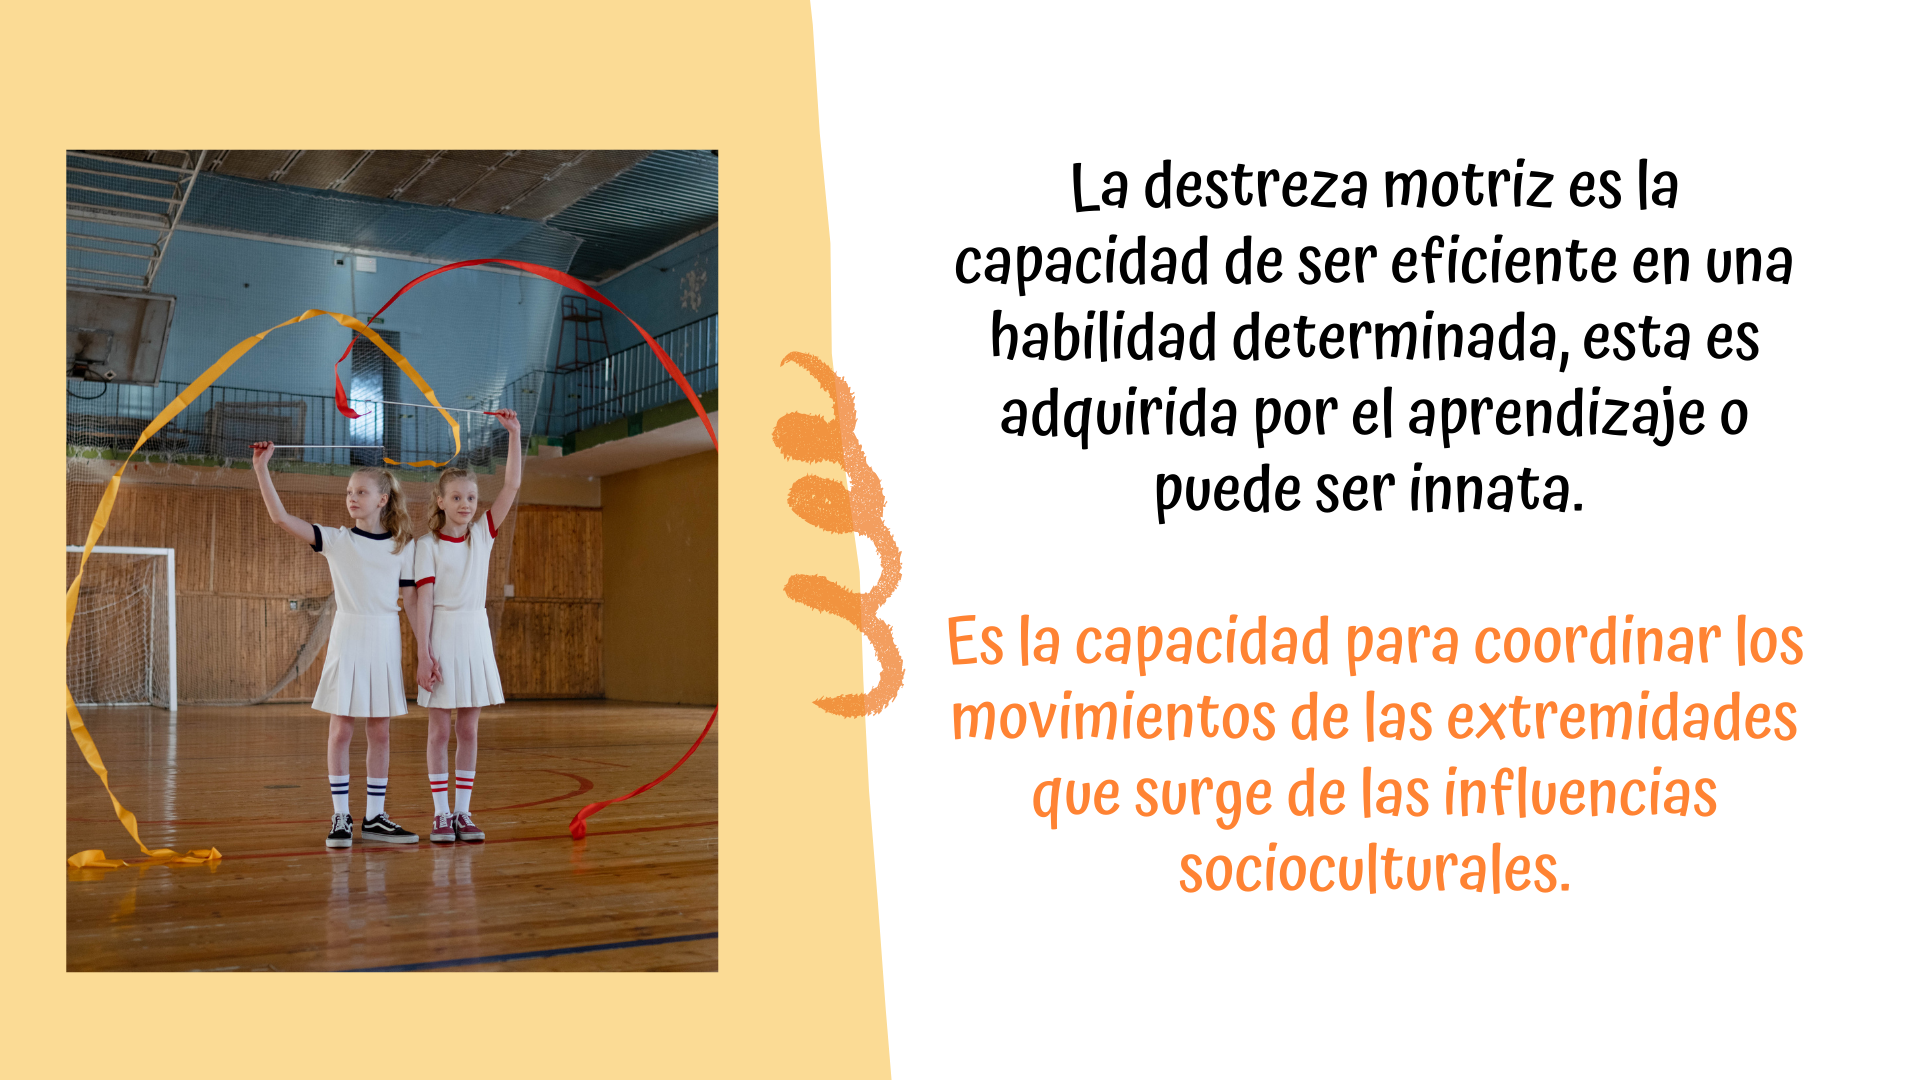 La destreza motriz es la
capacidad de ser eficiente en una
habilidad determinada, esta es
adquirida por el aprendizaje o
puede ser innata.
Es la capacidad para coordinar los
movimientos de las extremidades
que surge de las influencias
socioculturales.